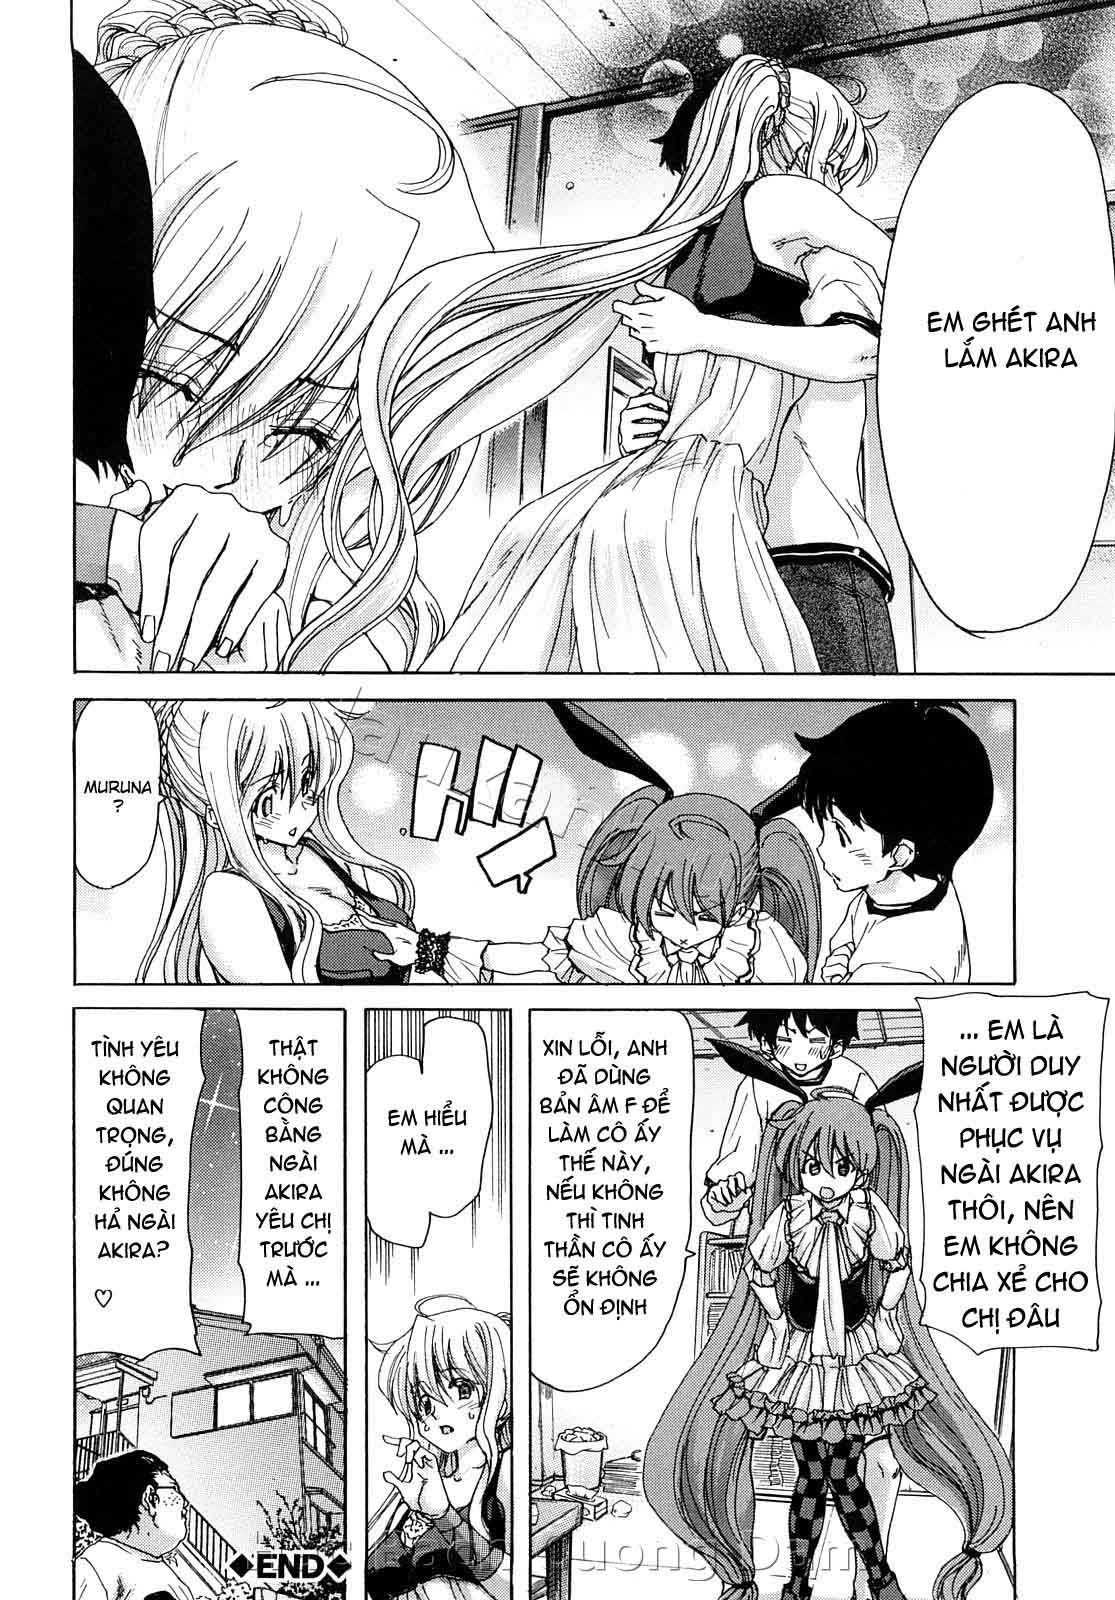 EM GHÉT ANH
LẮM AKIRA
MURUNA
?
... EM LÀ
NGƯỜI DUY
NHẤT ĐƯỢC
PHỤC VỤ
NGÀI AKIRA
THÔI, NÊN
EM KHÔNG
CHIA XẺ CHO
CHỊ ĐÂU
XIN LỖI, ANH
ĐÃ DÙNG
BẢN ÂM F ĐỂ
LÀM CÔ ẤY
THẾ NÀY,
NẾU KHÔNG
THÌ TINH
THẦN CÔ ẤY
SẼ KHÔNG
ỔN ĐỊNH
EM HIỂU
MÀ ...
THẬT
KHÔNG
CÔNG
BẰNG
NGÀI
AKIRA
YÊU CHỊ
TRƯỚC
MÀ ...
TÌNH YÊU
KHÔNG
QUAN
TRỌNG,
ĐÚNG
KHÔNG
HẢ NGÀI
AKIRA?
♡
◆END◆